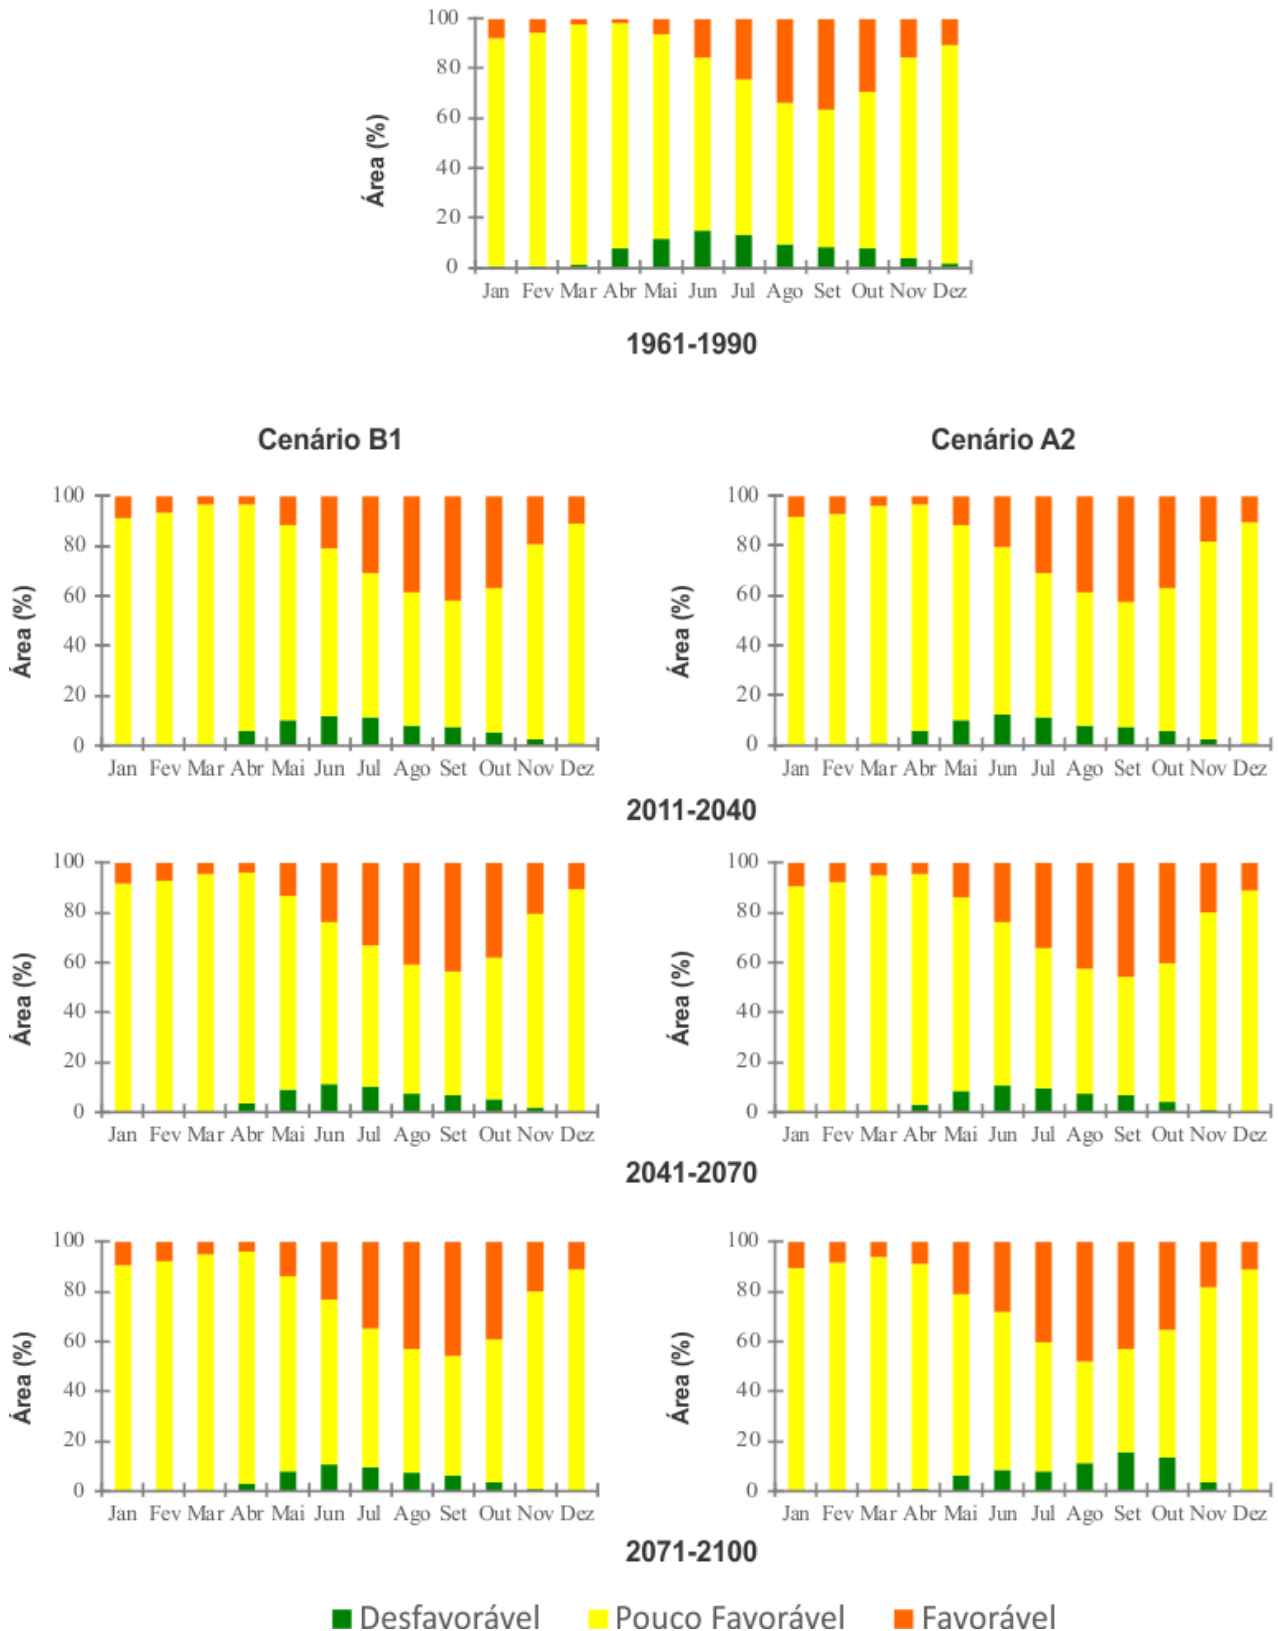 100
80
60
40
20
0
Área (%)
Jan Fev Mar Abr Mai Jun Jul Ago Set Out Nov Dez
1961-1990
Cenário B1
Cenário A2
100
80
60
40
20
0
Área (%)
Jan Fev Mar Abr Mai Jun Jul Ago Set Out Nov Dez
100
80
60
40
20
0
Área (%)
Jan Fev Mar Abr Mai Jun Jul Ago Set Out Nov Dez
2011-2040
100
80
60
40
20
0
Área (%)
Jan Fev Mar Abr Mai Jun Jul Ago Set Out Nov Dez
100
80
60
40
20
0
Área (%)
Jan Fev Mar Abr Mai Jun Jul Ago Set Out Nov Dez
2041-2070
100
80
60
40
20
0
Área (%)
Jan Fev Mar Abr Mai Jun Jul Ago Set Out Nov Dez
100
80
60
40
20
0
Área (%)
Jan Fev Mar Abr Mai Jun Jul Ago Set Out Nov Dez
2071-2100
Desfavorável Pouco Favorável Favorável